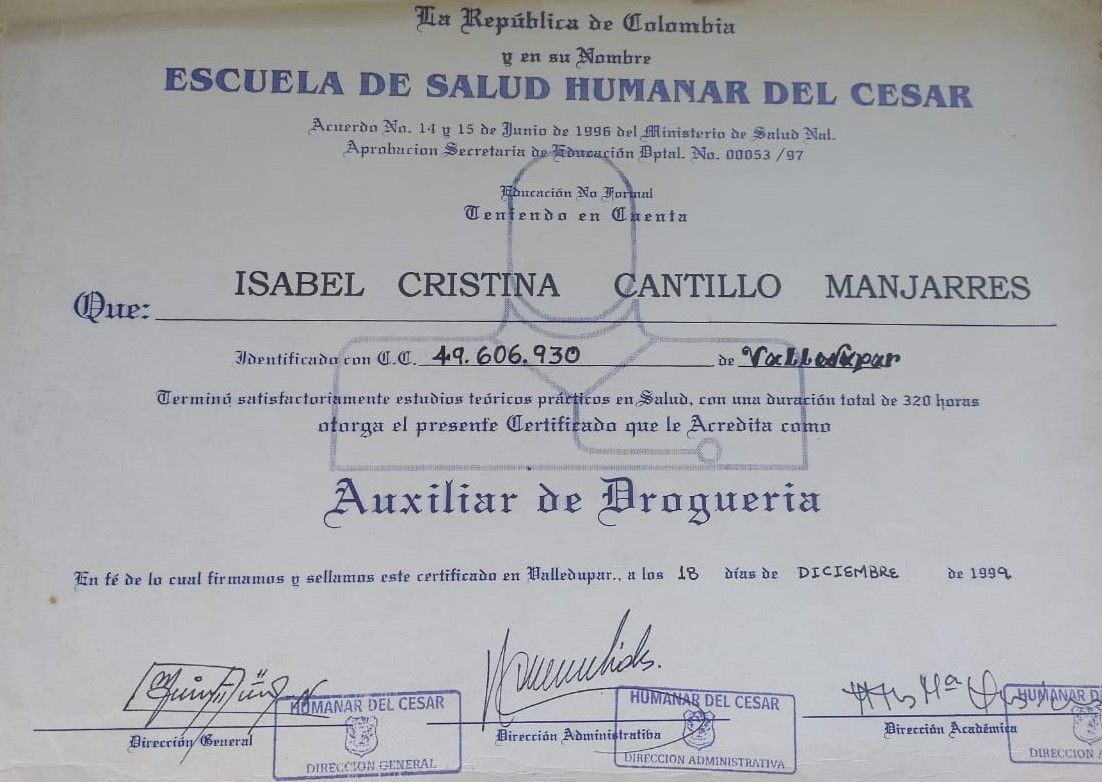 La República de Colombia
y en su Nombre
ESCUELA DE SALUD HUMANAR DEL CESAR
Acuerdo No. 14 y 15 de Junio de 1996 del Ministerio de Salud Nal.
Aprobacion Secretaria de Educación Dptal. No. 00053 /97
Educación No Formal
Teniendo en Cuenta
Que: ISABEL CRISTINA CANTILLO MANJARRES
Identificado con C.C. 49.606.930 de Valledupar
Terminó satisfactoriamente estudios teóricos prácticos en Salud, con una duración total de 320 horas
otorga el presente Certificado que le Acredita como
Auxiliar de Drogueria
En fé de lo cual firmamos y sellamos este certificado en Valledupar., a los 18 días de DICIEMBRE de 1999
HUMANAR DEL CESAR
Dirección General
DIRECCION GENERAL
HUMANAR DEL CESAR
Dirección Administrativa
DIRECCION ADMINISTRATIVA
HUMANAR D
Dirección Académica
DIRECCION A